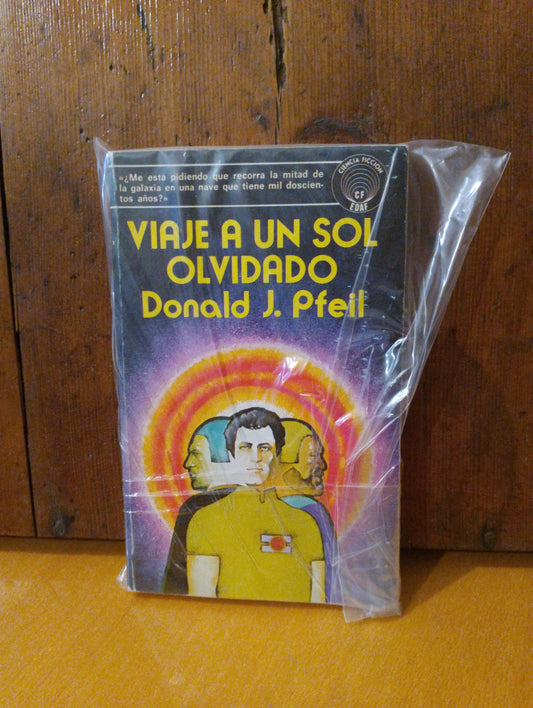 «¿Me está pidiendo que recorra la mitad de
la galaxia en una nave que tiene mil doscien-
tos años?»
CIENCIA FICCION
CF
EDAF
VIAJE A UN SOL
OLVIDADO
Donald J. Pfeil